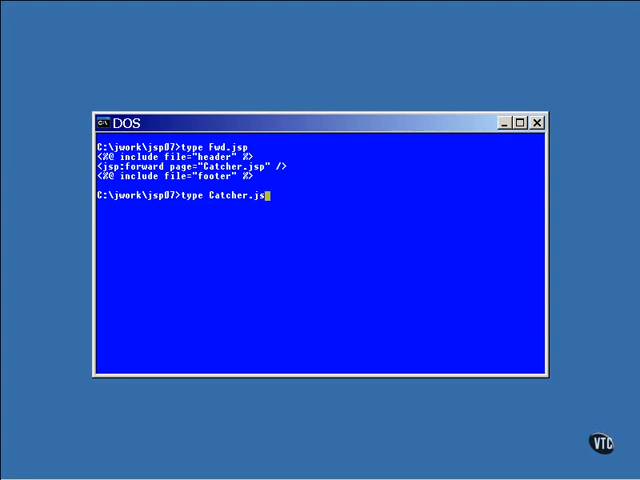 DOS
C:\jwork\jsp07>type Fwd.jsp
<%@ include file="header" %>
<jsp:forward page="Catcher.jsp" />
<%@ include file="footer" %>
C:\jwork\jsp07>type Catcher.js
VTC